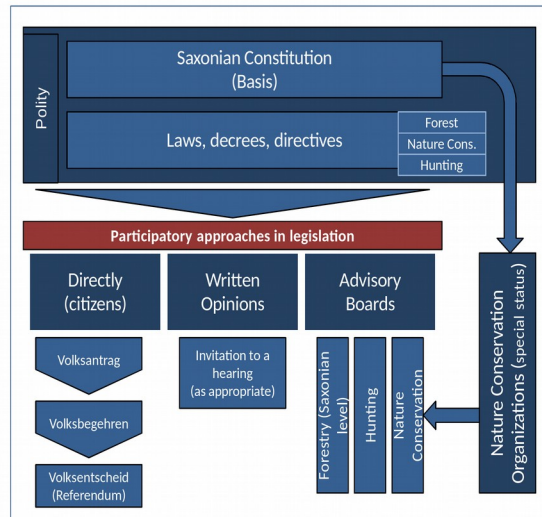 Polity
Saxonian Constitution
(Basis)
Laws, decrees, directives
Forest
Nature Cons.
Hunting
Participatory approaches in legislation
Directly
(citizens)
Written
Opinions
Advisory
Boards
Volksantrag
Volksbegehren
Volksentscheid
(Referendum)
Invitation to a
hearing
(as appropriate)
Forestry (Saxonian
level)
Hunting
Nature
Conservation
Nature Conservation
Organizations (special status)